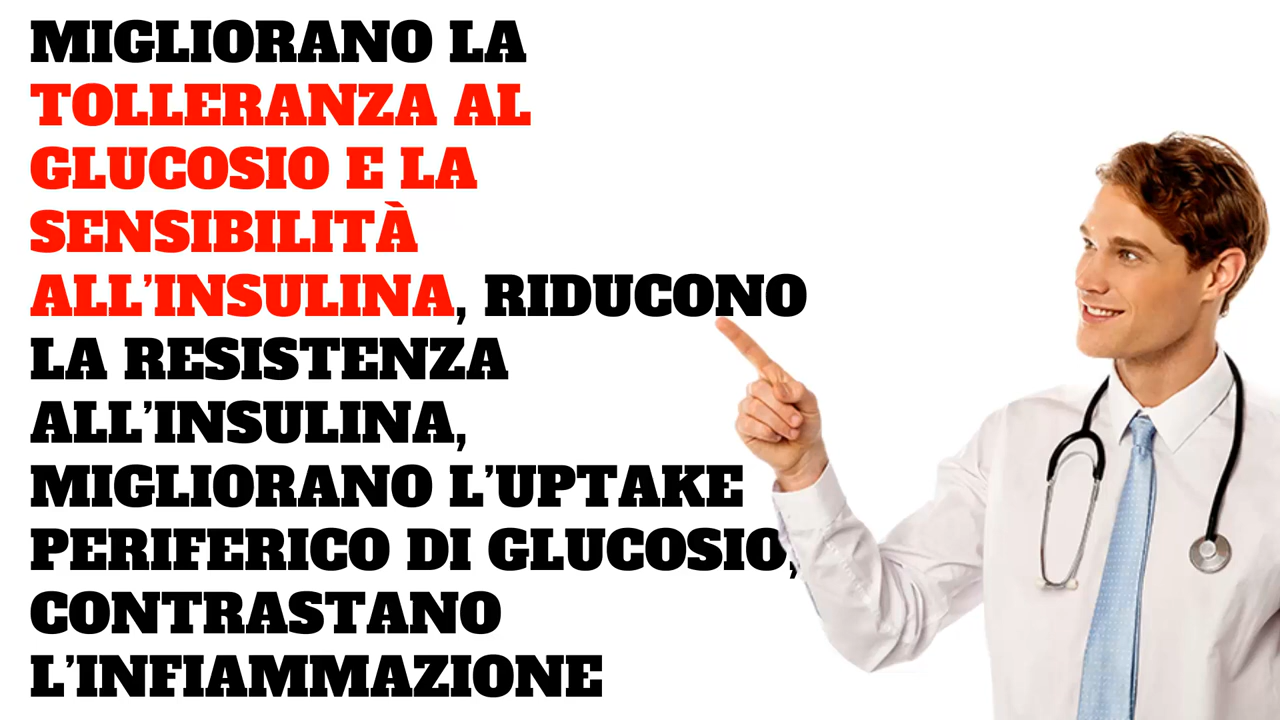 MIGLIORANO LA
TOLLERANZA AL
GLUCOSIO E LA
SENSIBILITÀ
ALL'INSULINA, RIDUCONO
LA RESISTENZA
ALL'INSULINA,
MIGLIORANO L'UPTAKE
PERIFERICO DI GLUCOSIO,
CONTRASTANO
L'INFIAMMAZIONE